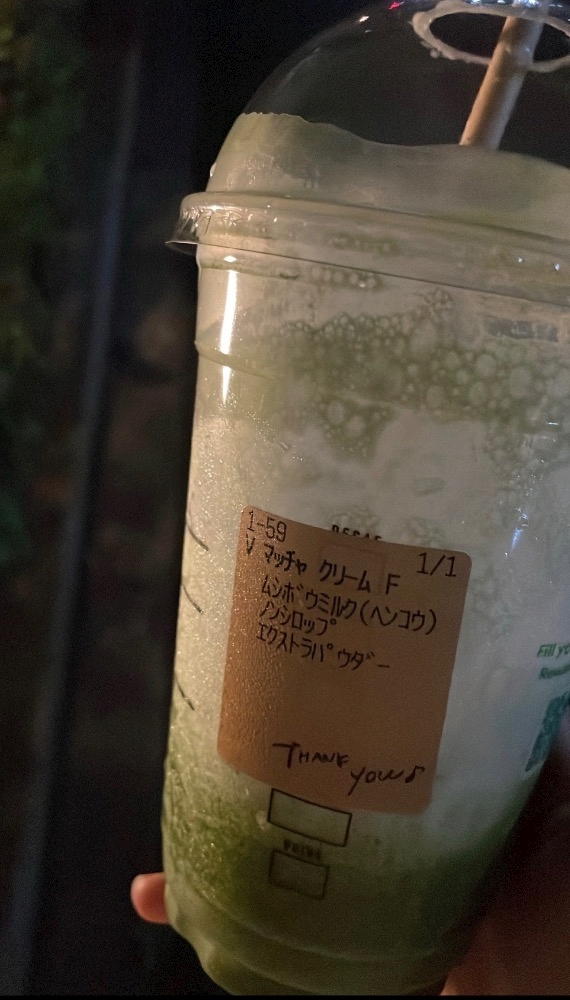 1-59
1/1
V マッチャ クリーム F
ムシボウミルク(ヘンコウ)
ノンシロップ
エクストラパウダー
THANK
YOU♪
Fill yo